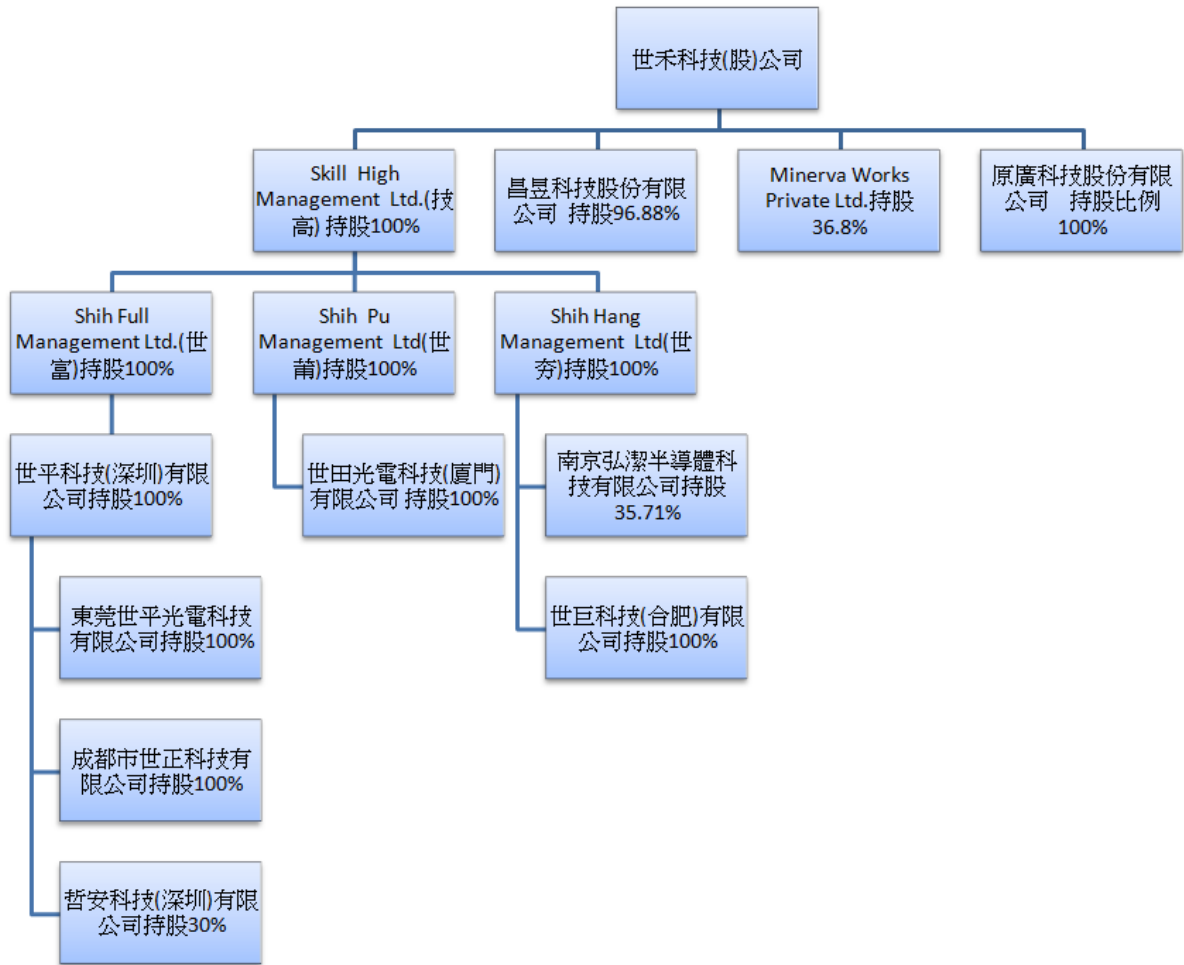 世禾科技(股)公司
Skill High
Management Ltd.(技
高) 持股100%
昌昱科技股份有限
公司 持股96.88%
Minerva Works
Private Ltd.持股
36.8%
原廣科技股份有限
公司 持股比例
100%
Shih Full
Management Ltd.(世
富)持股100%
Shih Pu
Management Ltd(世
莆)持股100%
Shih Hang
Management Ltd(世
夯)持股100%
世平科技(深圳)有限
公司持股100%
世田光電科技(廈門)
有限公司 持股100%
南京弘潔半導體科
技有限公司持股
35.71%
東莞世平光電科技
有限公司持股100%
世巨科技(合肥)有限
公司持股100%
成都市世正科技有
限公司持股100%
哲安科技(深圳)有限
公司持股30%